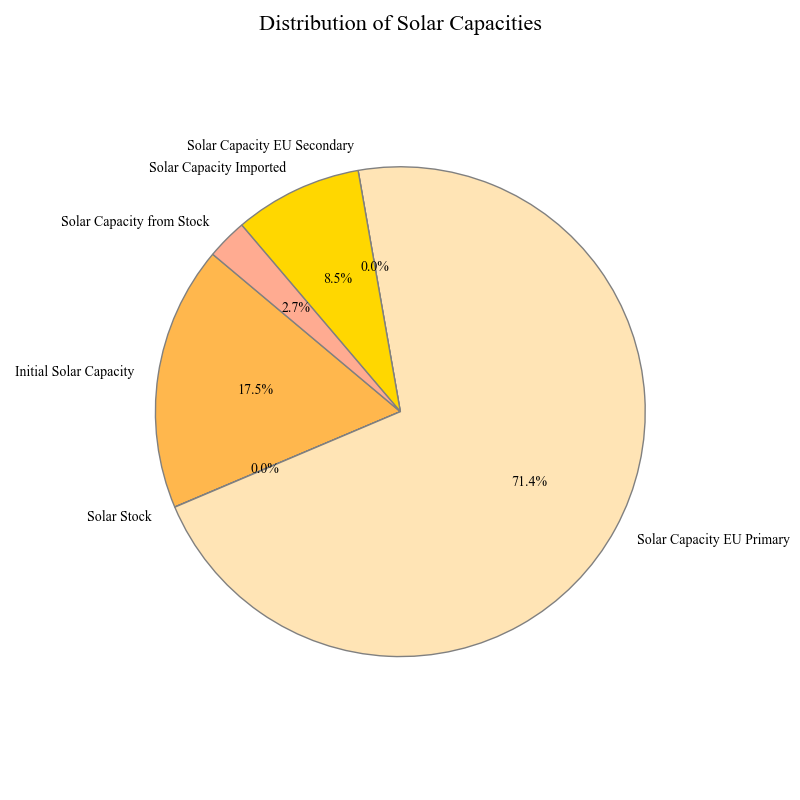 Distribution of Solar Capacities
Solar Capacity EU Secondary
Solar Capacity Imported
Solar Capacity from Stock
0.0%
8.5%
2.7%
Initial Solar Capacity
17.5%
0.0%
71.4%
Solar Stock
Solar Capacity EU Primary